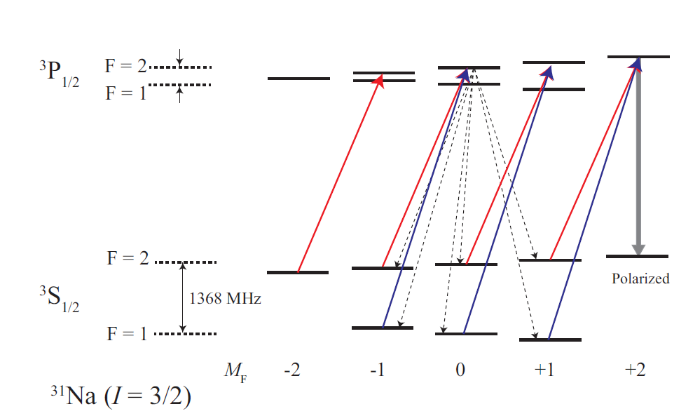 ³P₁/₂
F = 2
F = 1
F = 2
³S₁/₂
1368 MHz
F = 1
Polarized
M_F -2 -1 0 +1 +2
³¹Na (I = 3/2)